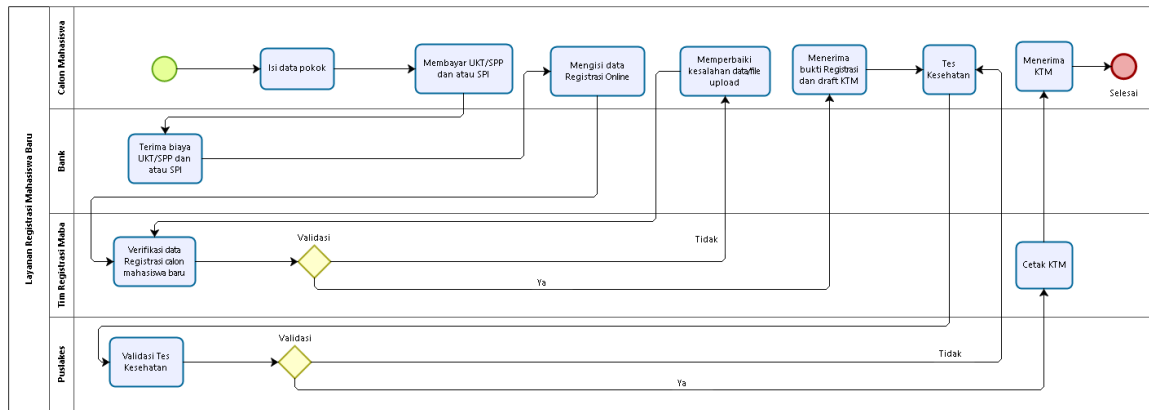 Layanan Registrasi Mahasiswa Baru
Calon Mahasiswa
Isi data pokok
Membayar UKT/SPP
dan atau SPI
Mengisi data
Registrasi Online
Memperbaiki
kesalahan data/file
upload
Menerima
bukti Registrasi
dan draft KTM
Tes
Kesehatan
Menerima
KTM
Selesai
Bank
Terima biaya
UKT/SPP dan
atau SPI
Tim Registrasi Maba
Verifikasi data
Registrasi calon
mahasiswa baru
Validasi
Tidak
Ya
Cetak KTM
Puslakes
Validasi Tes
Kesehatan
Validasi
Tidak
Ya